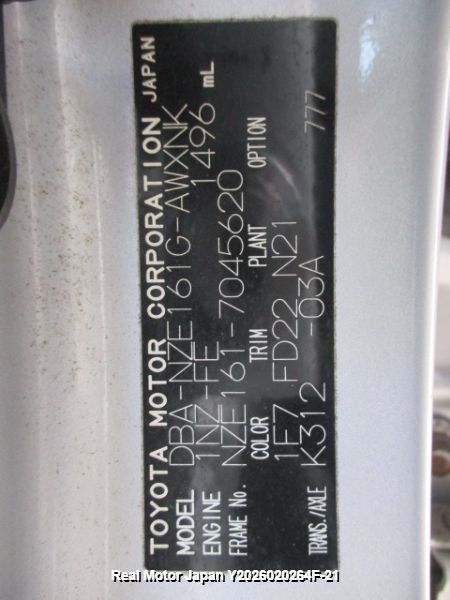 TOYOTA MOTOR CORPORATION JAPAN
MODEL DBA-NZE161G-AWXNK
ENGINE 1NZ-FE 1496 mL
FRAME No. NZE161-7045620
COLOR TRIM PLANT OPTION
1F7 FD22 N21 777
TRANS./AXLE K312 -03A
Real Motor Japan Y2026020264F-21